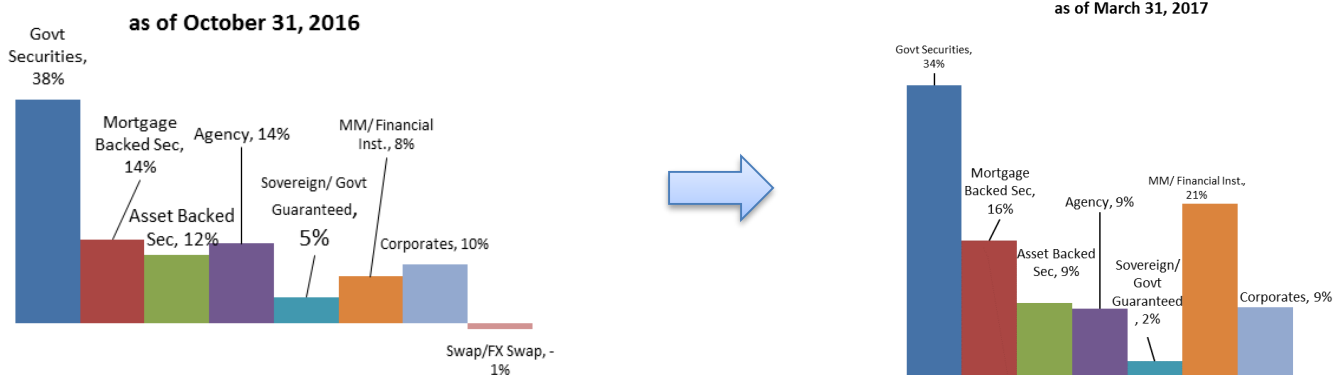 as of October 31, 2016
Govt
Securities,
38%
Mortgage
Backed Sec,
14%
Asset Backed
Sec, 12%
Agency, 14%
Sovereign/ Govt
Guaranteed,
5%
MM/ Financial
Inst., 8%
Corporates, 10%
Swap/FX Swap, -
1%
as of March 31, 2017
Govt Securities,
34%
Mortgage
Backed Sec,
16%
Asset Backed
Sec, 9%
Agency, 9%
Sovereign/
Govt
Guaranteed
, 2%
MM/ Financial Inst.,
21%
Corporates, 9%